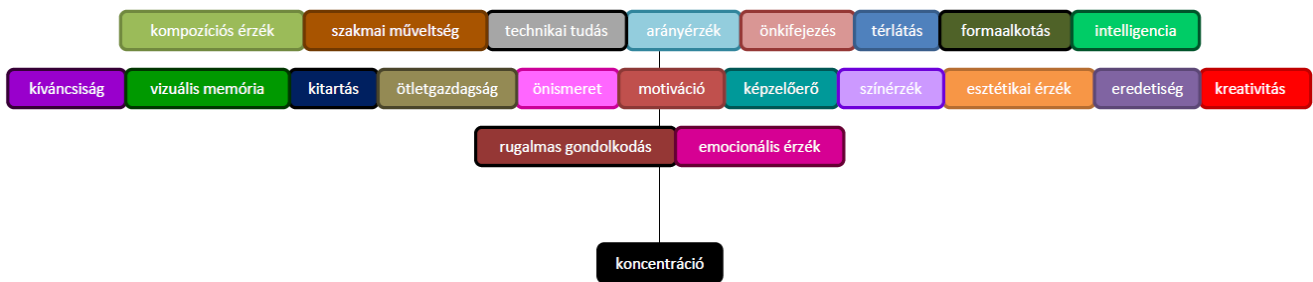 kompozíciós érzék szakmai műveltség technikai tudás arányérzék önkifejezés térlátás formaalkotás intelligencia
kíváncsiság vizuális memória kitartás ötletgazdagság önismeret motiváció képzelőerő színérzék esztétikai érzék eredetiség kreativitás
rugalmas gondolkodás emocionális érzék
koncentráció